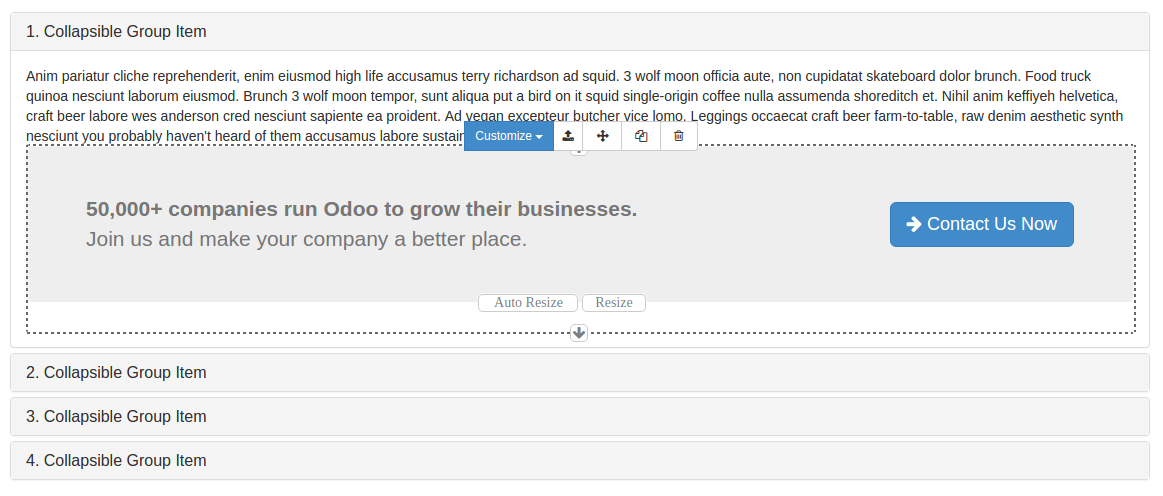 1. Collapsible Group Item
Anim pariatur cliche reprehenderit, enim eiusmod high life accusamus terry richardson ad squid. 3 wolf moon officia aute, non cupidatat skateboard dolor brunch. Food truck
quinoa nesciunt laborum eiusmod. Brunch 3 wolf moon tempor, sunt aliqua put a bird on it squid single-origin coffee nulla assumenda shoreditch et. Nihil anim keffiyeh helvetica,
craft beer labore wes anderson cred nesciunt sapiente ea proident. Ad vegan excepteur butcher vice lomo. Leggings occaecat craft beer farm-to-table, raw denim aesthetic synth
nesciunt you probably haven't heard of them accusamus labore
Customize
50,000+ companies run Odoo to grow their businesses.
Join us and make your company a better place.
Contact Us Now
Auto Resize Resize
2. Collapsible Group Item
3. Collapsible Group Item
4. Collapsible Group Item